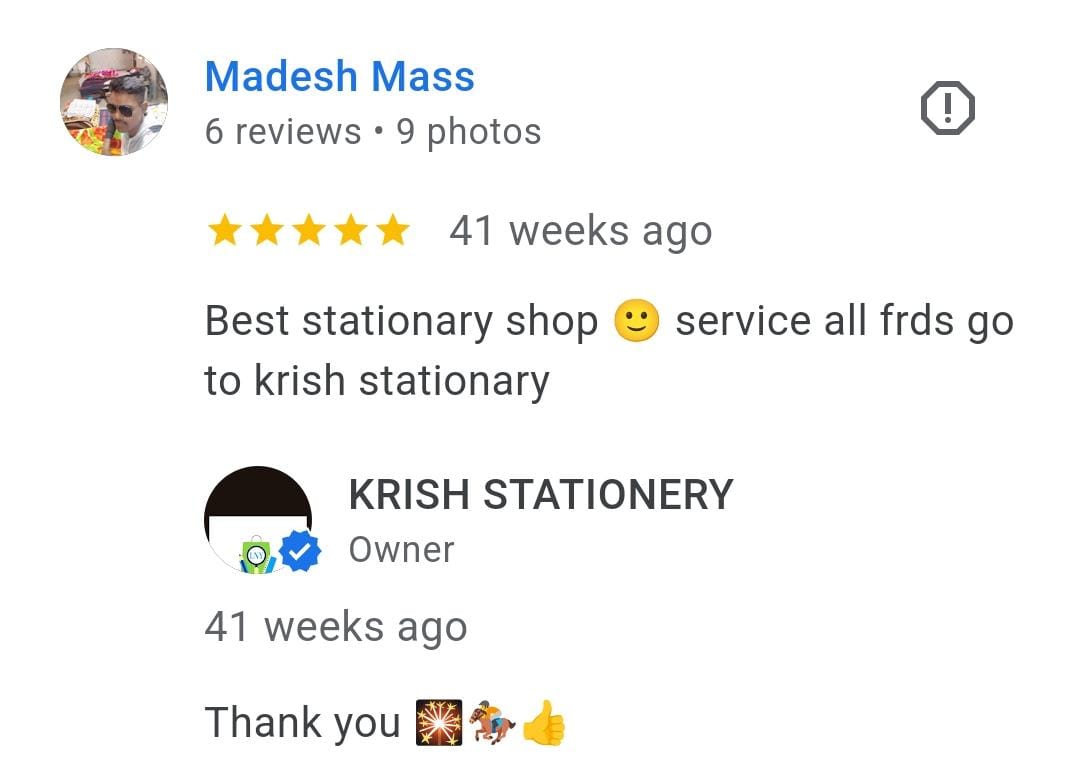 Madesh Mass
6 reviews • 9 photos
★★★★★ 41 weeks ago
Best stationary shop 🙂 service all frds go
to krish stationary
KRISH STATIONERY
Owner
41 weeks ago
Thank you 🎇🏇👍